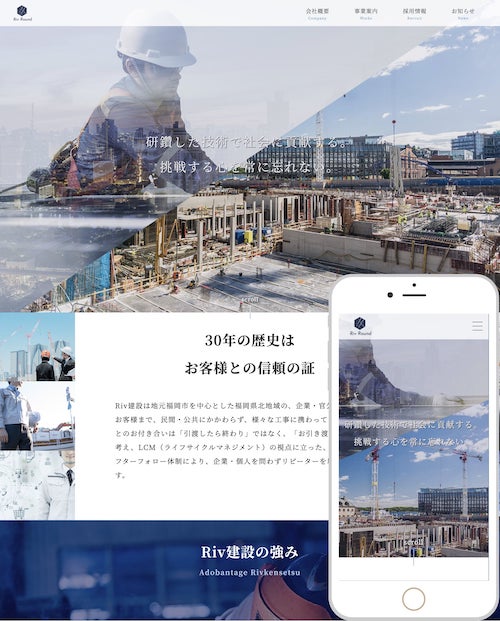 Riv Round
会社概要
Company
事業案内
Works
採用情報
Recruit
お知らせ
News
研鑽した技術で社会に貢献する。
挑戦する心を常に忘れない。
scroll
30年の歴史は
お客様との信頼の証
Riv建設は地元福岡市を中心とした福岡県北地域の、企業・官
お客様まで、民間・公共にかかわらず、様々な工事に携わって
とのお付き合いは「引渡したら終わり」ではなく、「お引き渡
考え、LCM（ライフサイクルマネジメント）の視点に立った、
フターフォロー体制により、企業・個人を問わずリピーターを
す。
Riv建設の強み
Adobantage Rivkensetsu
Riv Round
研鑽した技術で社会に貢献する。
挑戦する心を常に忘れない。
scroll